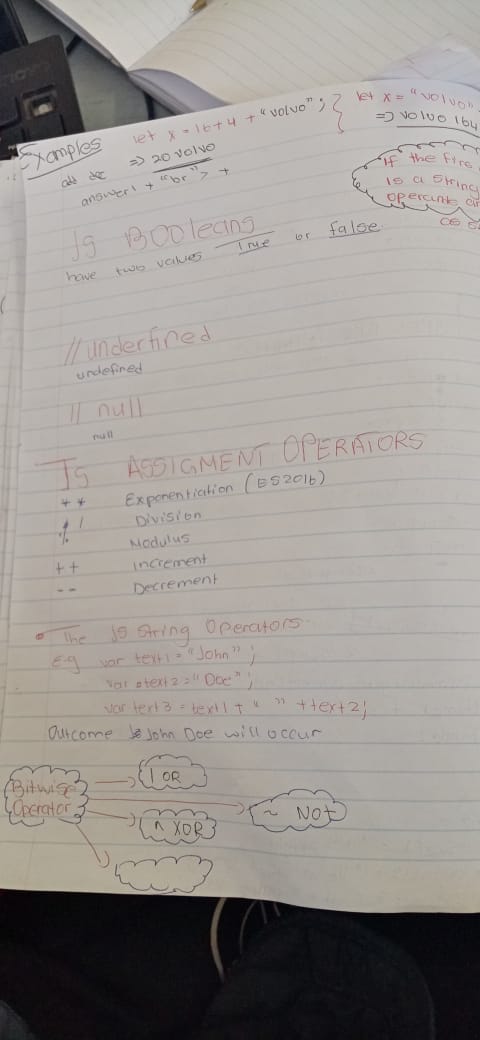 Examples
let x = 16+4 + "volvo" ;
=> 20 volvo
let x = "volvo"
=> volvo 164
If the firs
is a String
operants ar
answer1 + "br" > +
JS Booleans
have two values True or false.
// underfined
undefined
// null
null
JS ASSIGMENT OPERATORS
** Exponentiation (ES2016)
/ Division
% Modulus
++ Increment
-- Decrement
• The JS String Operators.
E.g var text1 = "John" ;
var text2 = "Doe" ;
var text3 = text1 + " " + text2;
Outcome John Doe will occur
Bitwise
Operator
| OR
~ NOT
^ XOR